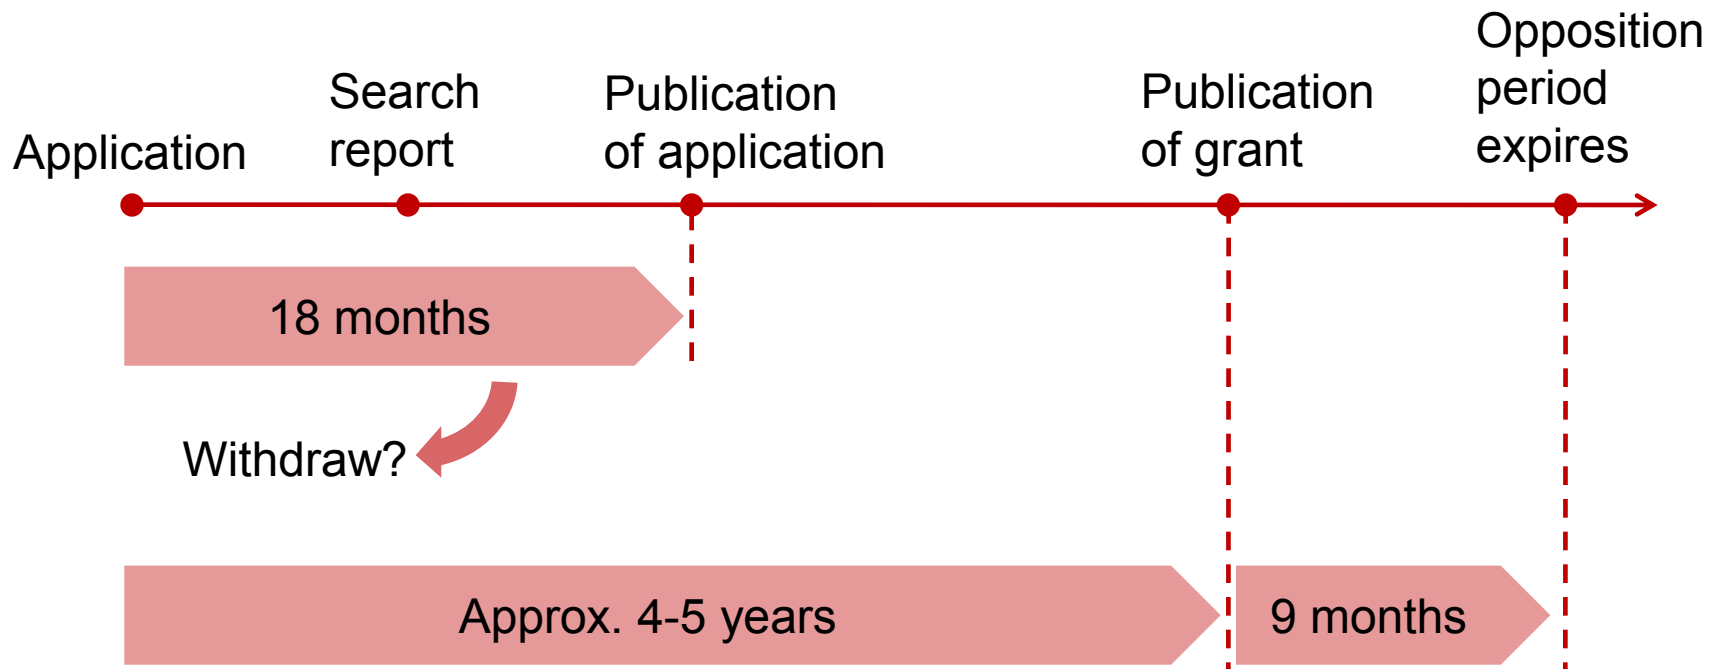 Application
Search
report
Publication
of application
Publication
of grant
Opposition
period
expires
18 months
Withdraw?
Approx. 4-5 years
9 months